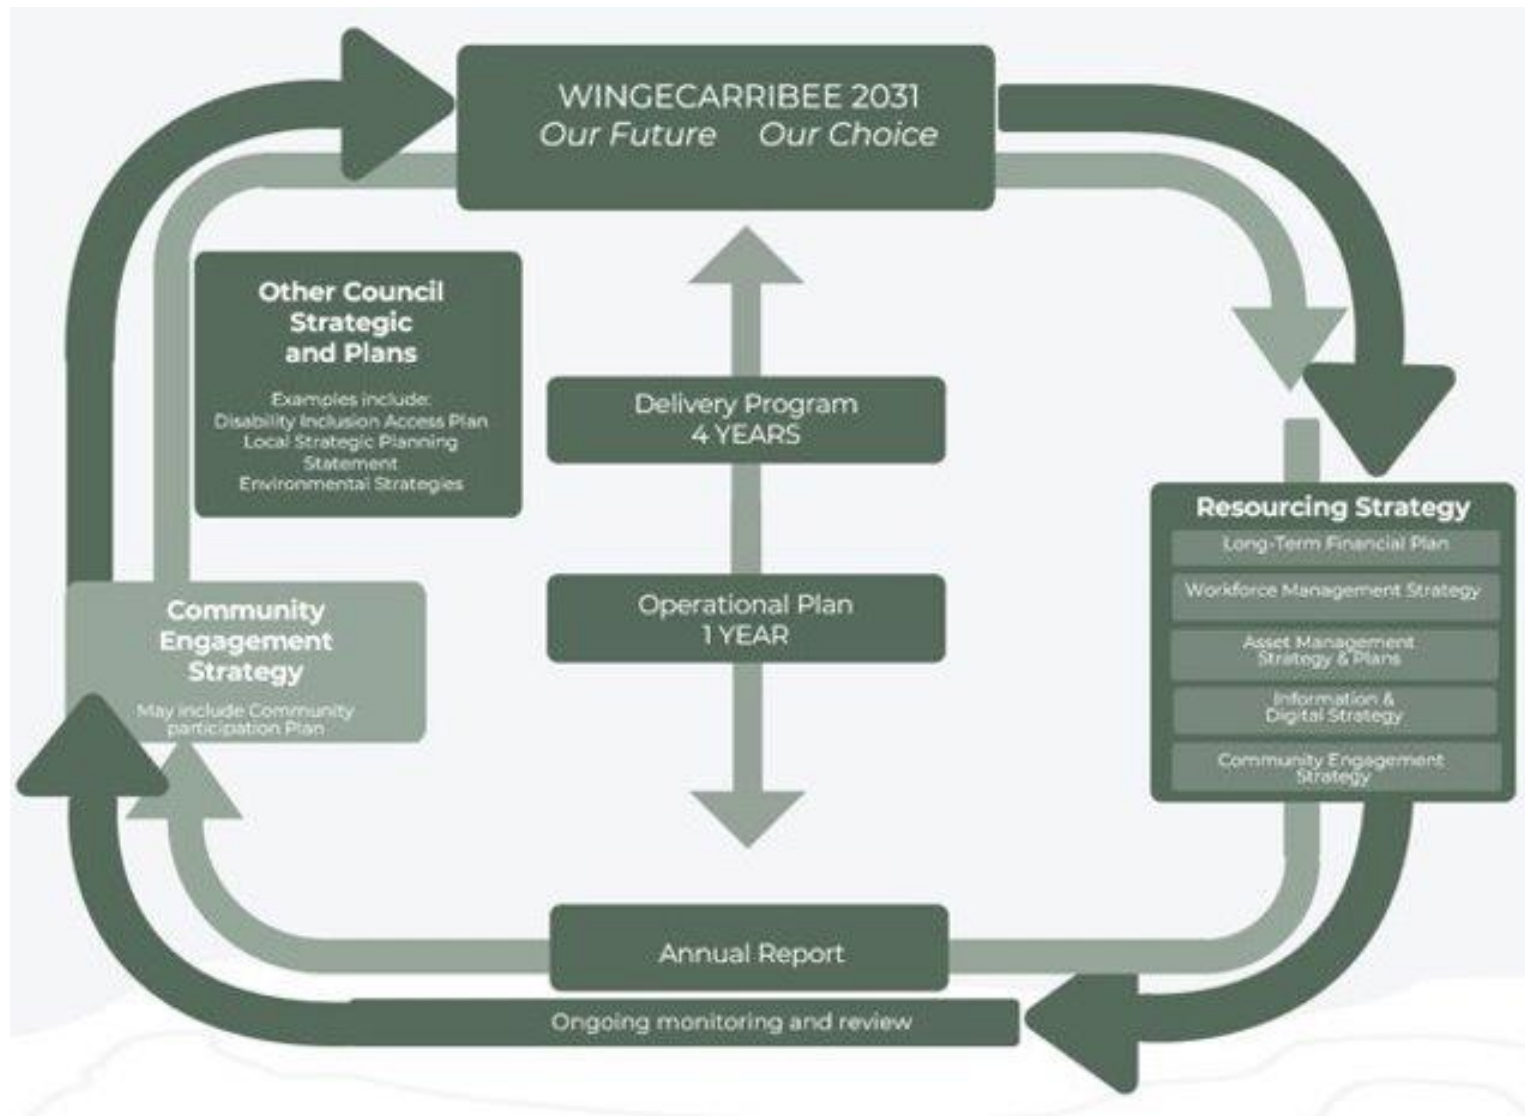 WINGECARRIBEE 2031
Our Future Our Choice
Other Council
Strategic
and Plans
Examples include:
Disability Inclusion Access Plan
Local Strategic Planning
Statement
Environmental Strategies
Delivery Program
4 YEARS
Operational Plan
1 YEAR
Community
Engagement
Strategy
May include Community
participation Plan
Resourcing Strategy
Long-Term Financial Plan
Workforce Management Strategy
Asset Management
Strategy & Plans
Information &
Digital Strategy
Community Engagement
Strategy
Annual Report
Ongoing monitoring and review